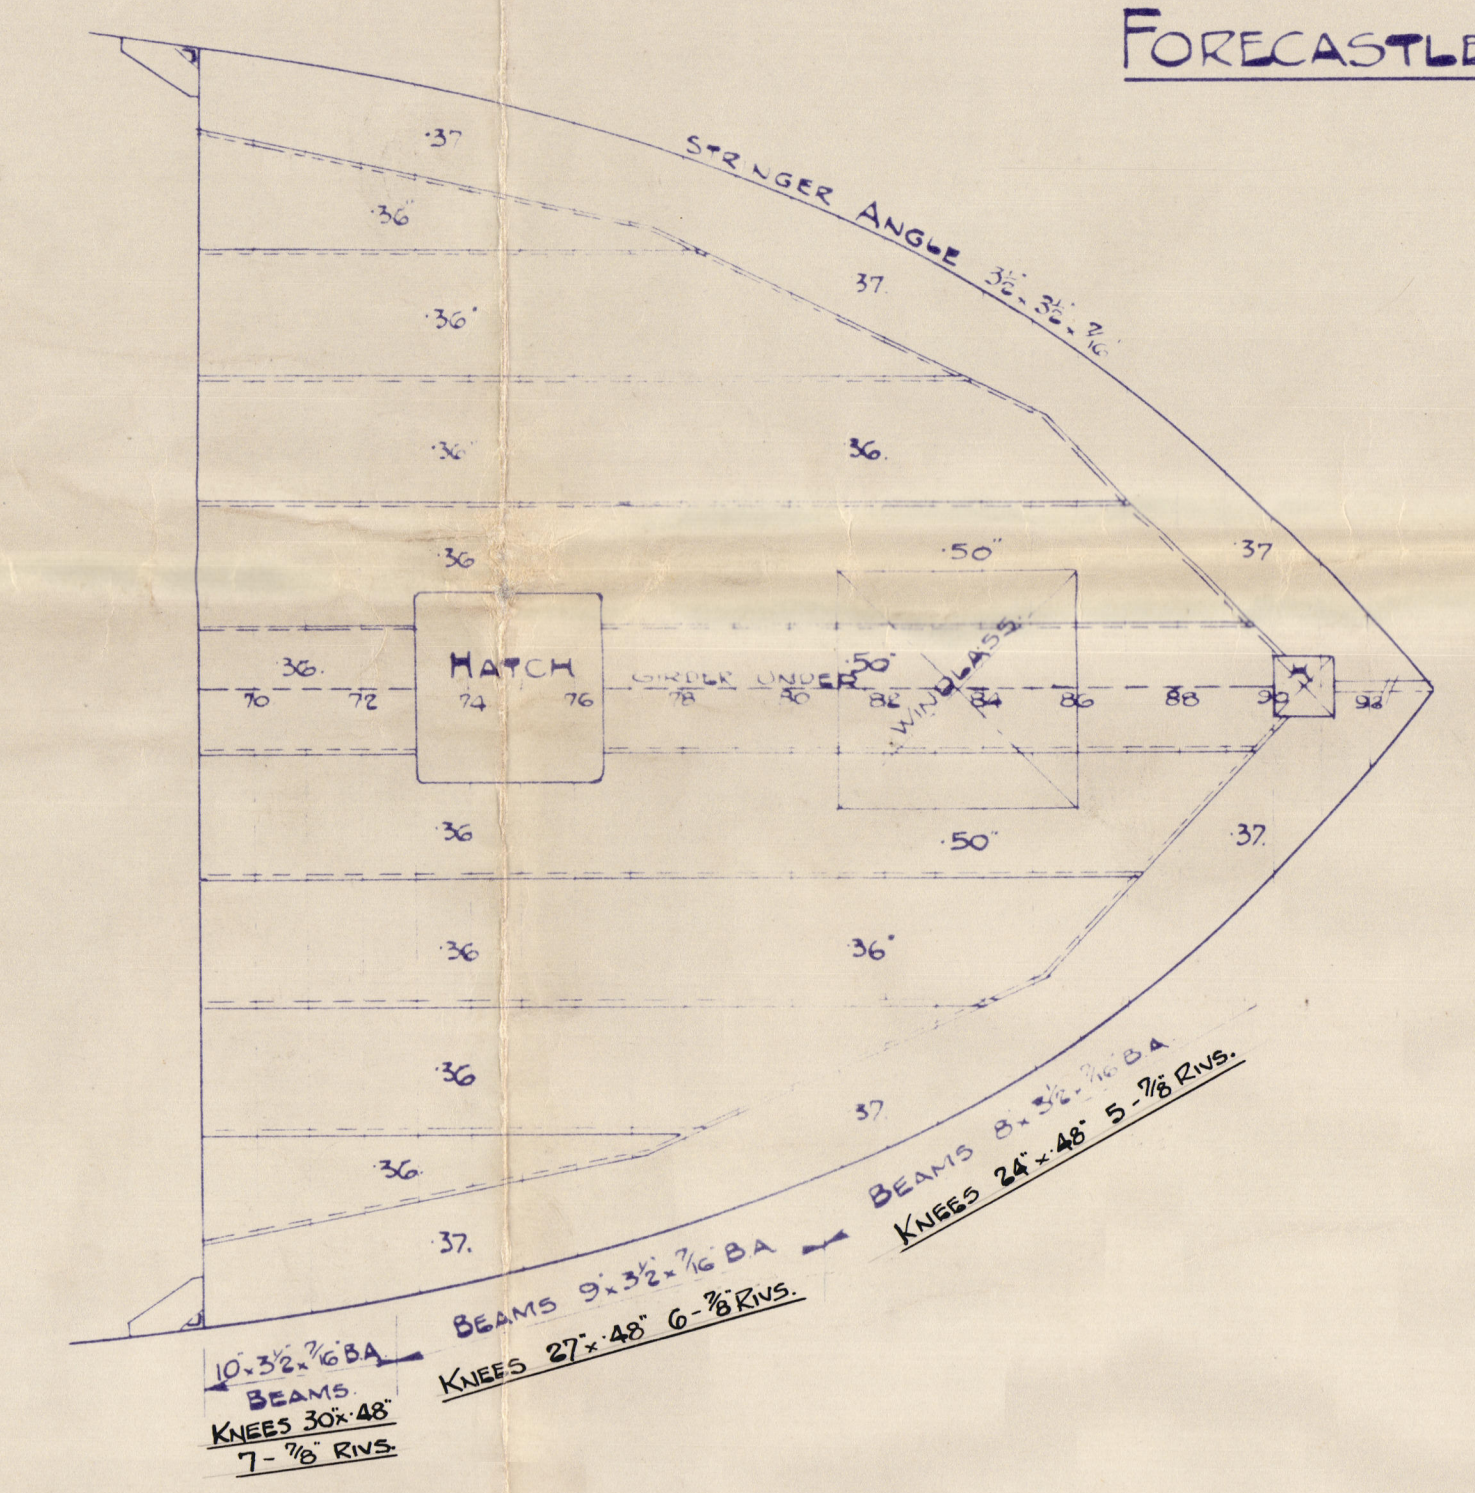 FORECASTLE
.37
STRINGER ANGLE 3½" x 3½" x 7/16"
.36"
37.
.36"
.36"
36.
.36
.50"
.37
36.
HATCH
GIRDER UNDER
.50"
WINDLASS
70 72 74 76 78 80 82 84 86 88 90 92
.36
.50"
.37.
.36
.36"
.36
37.
.36.
.37.
BEAMS 8" x 3½" x 7/16" B.A
KNEES 24" x .48" 5 - 7/8" RIVS.
BEAMS 9" x 3½" x 7/16" B A
KNEES 27" x .48" 6 - 7/8" RIVS.
10" x 3½" x 7/16" B.A.
BEAMS.
KNEES 30" x .48"
7 - 7/8" RIVS.